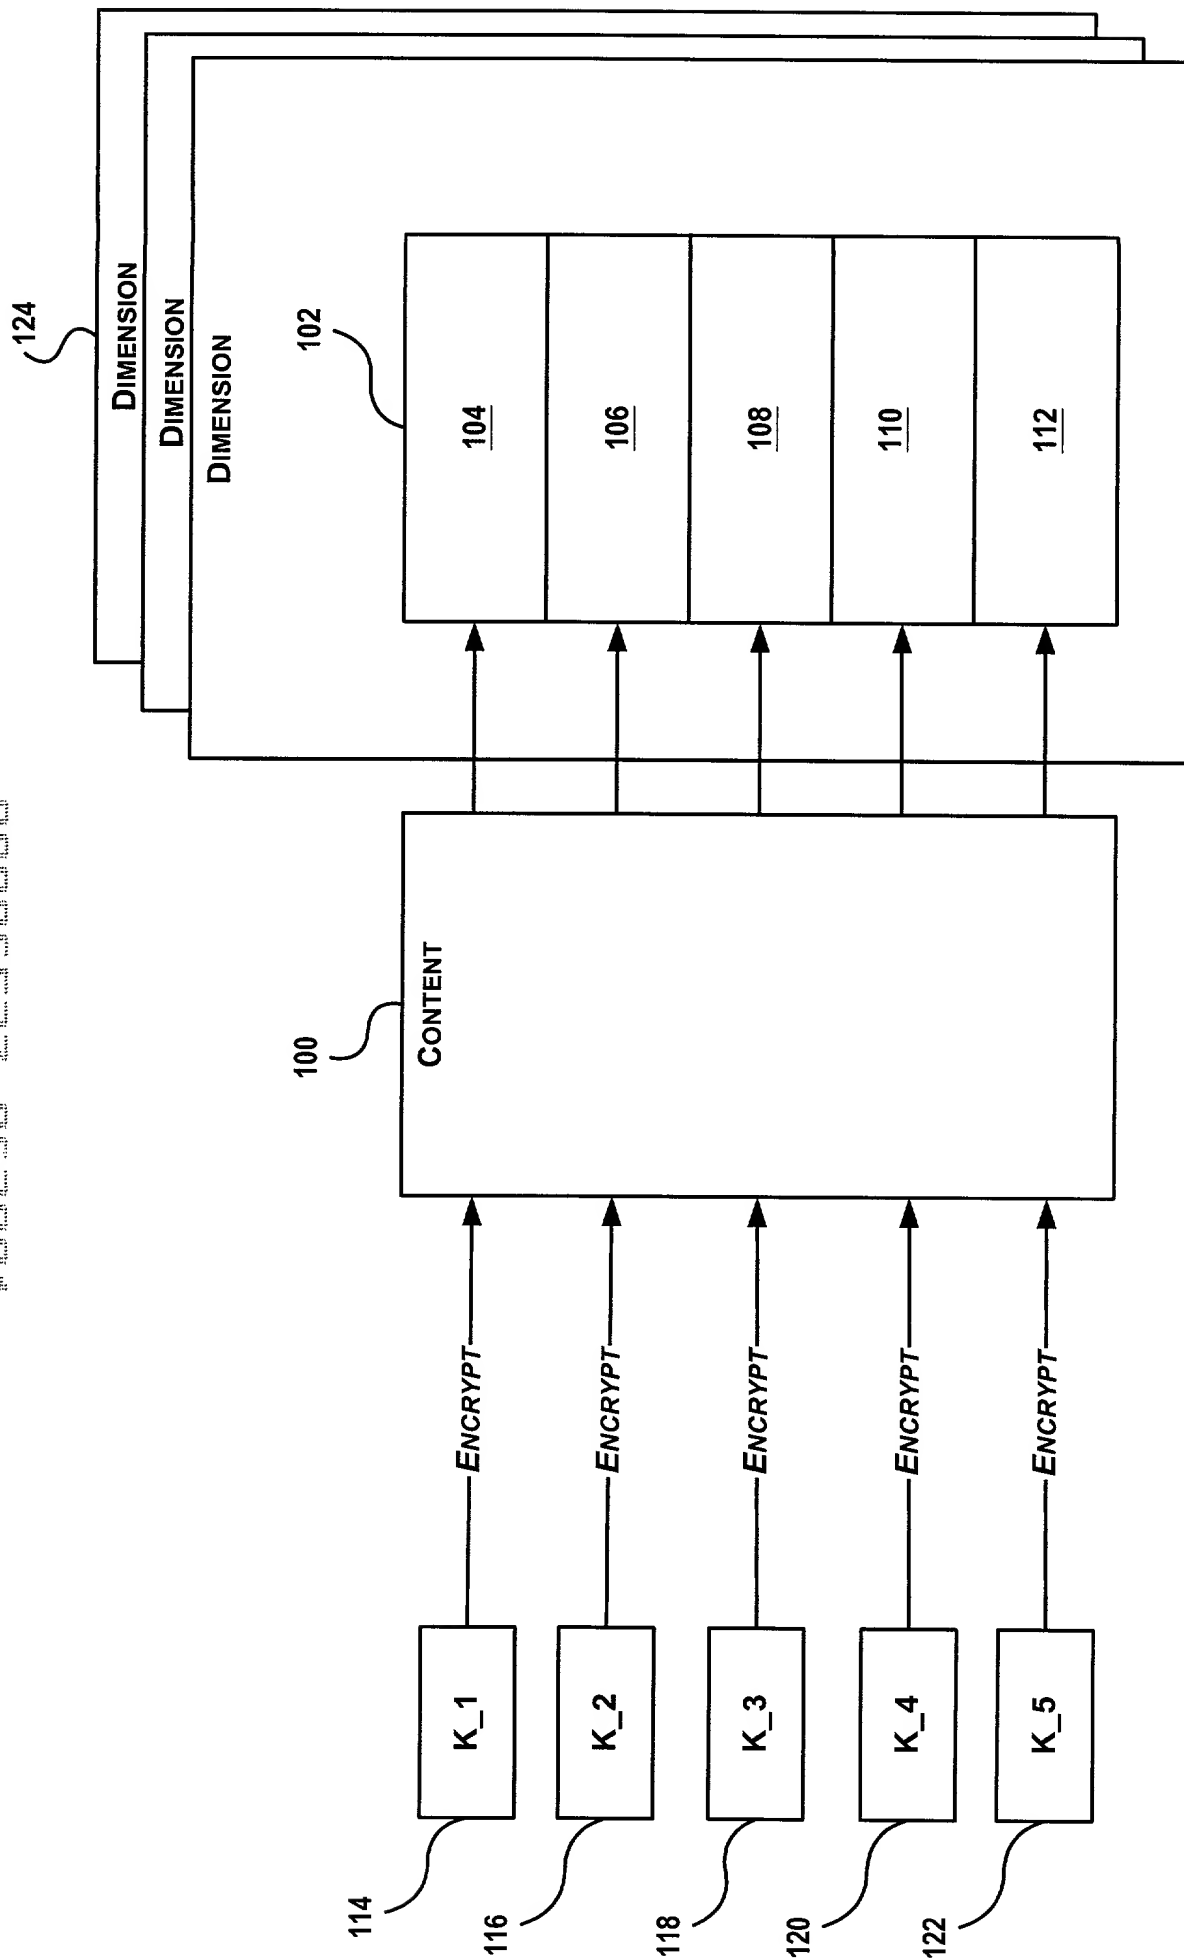 124
DIMENSION
DIMENSION
DIMENSION
100
102
CONTENT
114
K_1
ENCRYPT
104
116
K_2
ENCRYPT
106
118
K_3
ENCRYPT
108
120
K_4
ENCRYPT
110
122
K_5
ENCRYPT
112